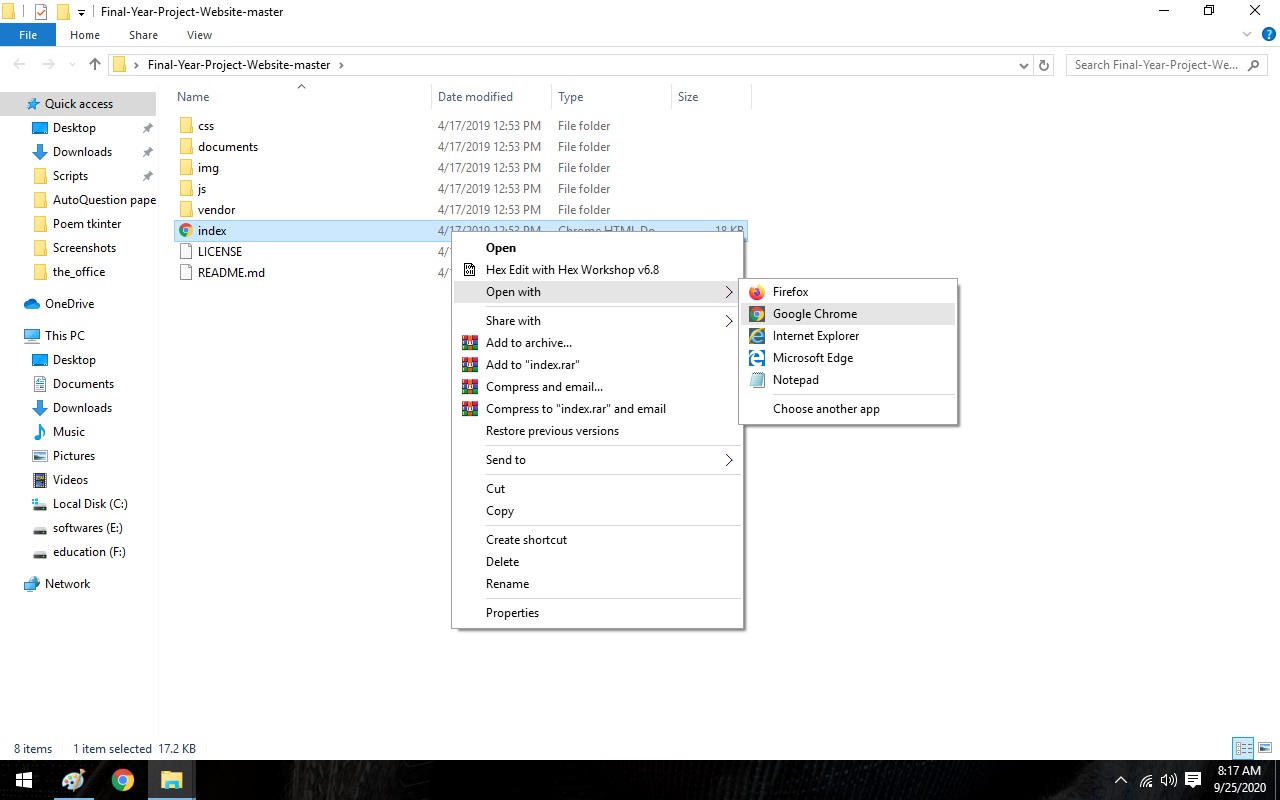 Final-Year-Project-Website-master
File Home Share View
Final-Year-Project-Website-master
Search Final-Year-Project-We...
Name Date modified Type Size
Quick access
Desktop
Downloads
Scripts
AutoQuestion pape
Poem tkinter
Screenshots
the_office
OneDrive
This PC
Desktop
Documents
Downloads
Music
Pictures
Videos
Local Disk (C:)
softwares (E:)
education (F:)
Network
css 4/17/2019 12:53 PM File folder
documents 4/17/2019 12:53 PM File folder
img 4/17/2019 12:53 PM File folder
js 4/17/2019 12:53 PM File folder
vendor 4/17/2019 12:53 PM File folder
index 4/17/2019 12:53 PM Chrome HTML Do... 18 KB
LICENSE 4/1
README.md 4/1
Open
Hex Edit with Hex Workshop v6.8
Open with
Share with
Add to archive...
Add to "index.rar"
Compress and email...
Compress to "index.rar" and email
Restore previous versions
Send to
Cut
Copy
Create shortcut
Delete
Rename
Properties
Firefox
Google Chrome
Internet Explorer
Microsoft Edge
Notepad
Choose another app
8 items 1 item selected 17.2 KB
8:17 AM
9/25/2020